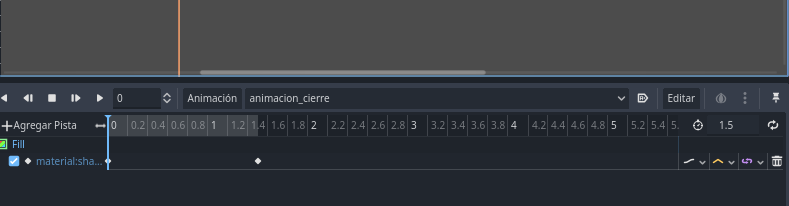 0 Animación animacion_cierre Editar
Agregar Pista 0 0.2 0.4 0.6 0.8 1 1.2 1.4 1.6 1.8 2 2.2 2.4 2.6 2.8 3 3.2 3.4 3.6 3.8 4 4.2 4.4 4.6 4.8 5 5.2 5.4 5. 1.5
Fill
material:sha...